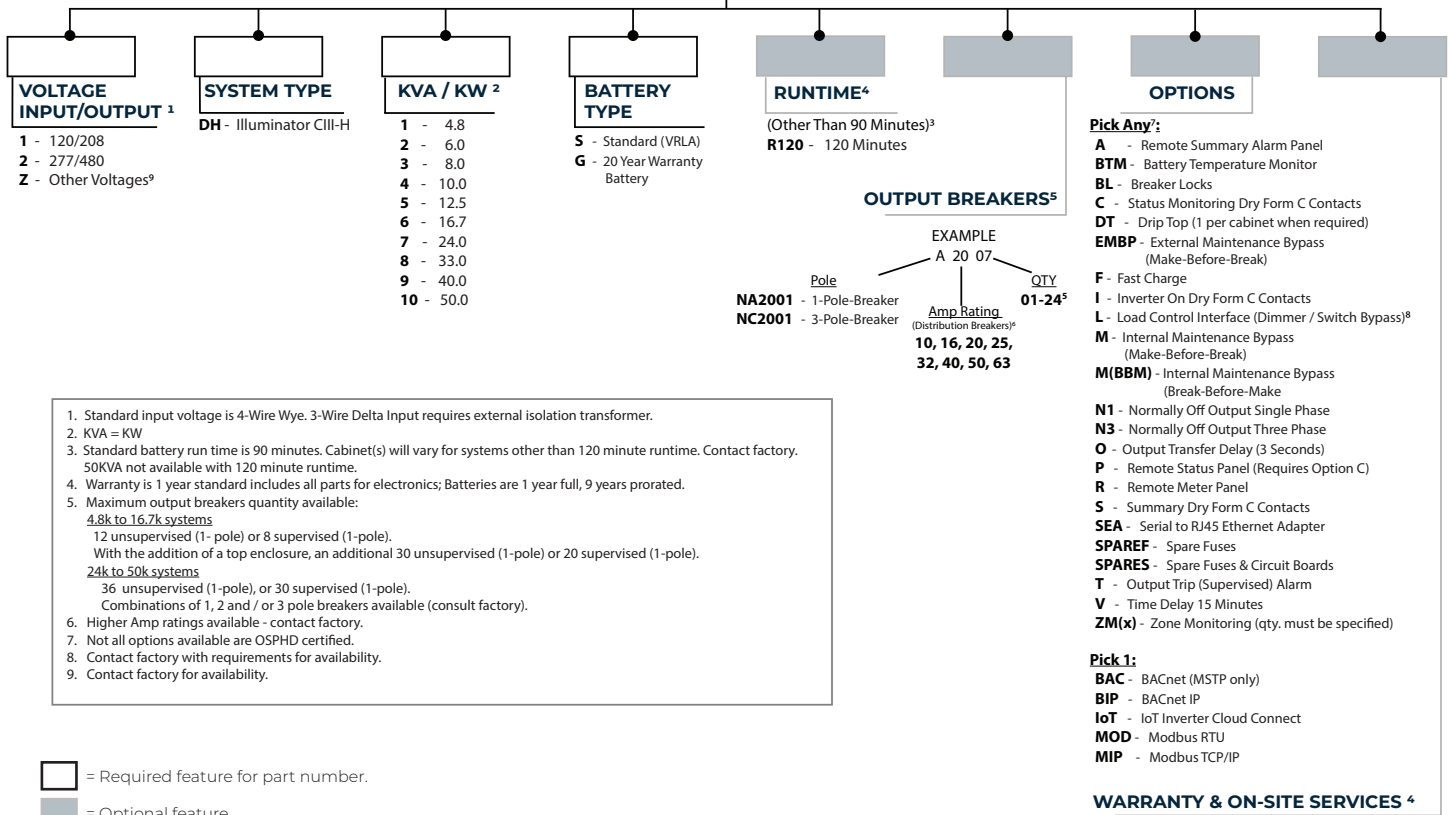 VOLTAGE
INPUT/OUTPUT ¹
1 - 120/208
2 - 277/480
Z - Other Voltages⁹
SYSTEM TYPE
DH - Illuminator CIII-H
KVA / KW ²
1 - 4.8
2 - 6.0
3 - 8.0
4 - 10.0
5 - 12.5
6 - 16.7
7 - 24.0
8 - 33.0
9 - 40.0
10 - 50.0
BATTERY
TYPE
S - Standard (VRLA)
G - 20 Year Warranty
Battery
RUNTIME⁴
(Other Than 90 Minutes)³
R120 - 120 Minutes
OUTPUT BREAKERS⁵
EXAMPLE
A 20 07
Pole
NA2001 - 1-Pole-Breaker
NC2001 - 3-Pole-Breaker
Amp Rating
(Distribution Breakers)⁶
10, 16, 20, 25,
32, 40, 50, 63
QTY
01-24⁵
OPTIONS
Pick Any⁷:
A - Remote Summary Alarm Panel
BTM - Battery Temperature Monitor
BL - Breaker Locks
C - Status Monitoring Dry Form C Contacts
DT - Drip Top (1 per cabinet when required)
EMBP - External Maintenance Bypass
(Make-Before-Break)
F - Fast Charge
I - Inverter On Dry Form C Contacts
L - Load Control Interface (Dimmer / Switch Bypass)⁸
M - Internal Maintenance Bypass
(Make-Before-Break)
M(BBM) - Internal Maintenance Bypass
(Break-Before-Make
N1 - Normally Off Output Single Phase
N3 - Normally Off Output Three Phase
O - Output Transfer Delay (3 Seconds)
P - Remote Status Panel (Requires Option C)
R - Remote Meter Panel
S - Summary Dry Form C Contacts
SEA - Serial to RJ45 Ethernet Adapter
SPAREF - Spare Fuses
SPARES - Spare Fuses & Circuit Boards
T - Output Trip (Supervised) Alarm
V - Time Delay 15 Minutes
ZM(x) - Zone Monitoring (qty. must be specified)
Pick 1:
BAC - BACnet (MSTP only)
BIP - BACnet IP
IoT - IoT Inverter Cloud Connect
MOD - Modbus RTU
MIP - Modbus TCP/IP
WARRANTY & ON-SITE SERVICES ⁴
1. Standard input voltage is 4-Wire Wye. 3-Wire Delta Input requires external isolation transformer.
2. KVA = KW
3. Standard battery run time is 90 minutes. Cabinet(s) will vary for systems other than 120 minute runtime. Contact factory.
50KVA not available with 120 minute runtime.
4. Warranty is 1 year standard includes all parts for electronics; Batteries are 1 year full, 9 years prorated.
5. Maximum output breakers quantity available:
4.8k to 16.7k systems
12 unsupervised (1- pole) or 8 supervised (1-pole).
With the addition of a top enclosure, an additional 30 unsupervised (1-pole) or 20 supervised (1-pole).
24k to 50k systems
36 unsupervised (1-pole), or 30 supervised (1-pole).
Combinations of 1, 2 and / or 3 pole breakers available (consult factory).
6. Higher Amp ratings available - contact factory.
7. Not all options available are OSPHD certified.
8. Contact factory with requirements for availability.
9. Contact factory for availability.
= Required feature for part number.
= Optional feature